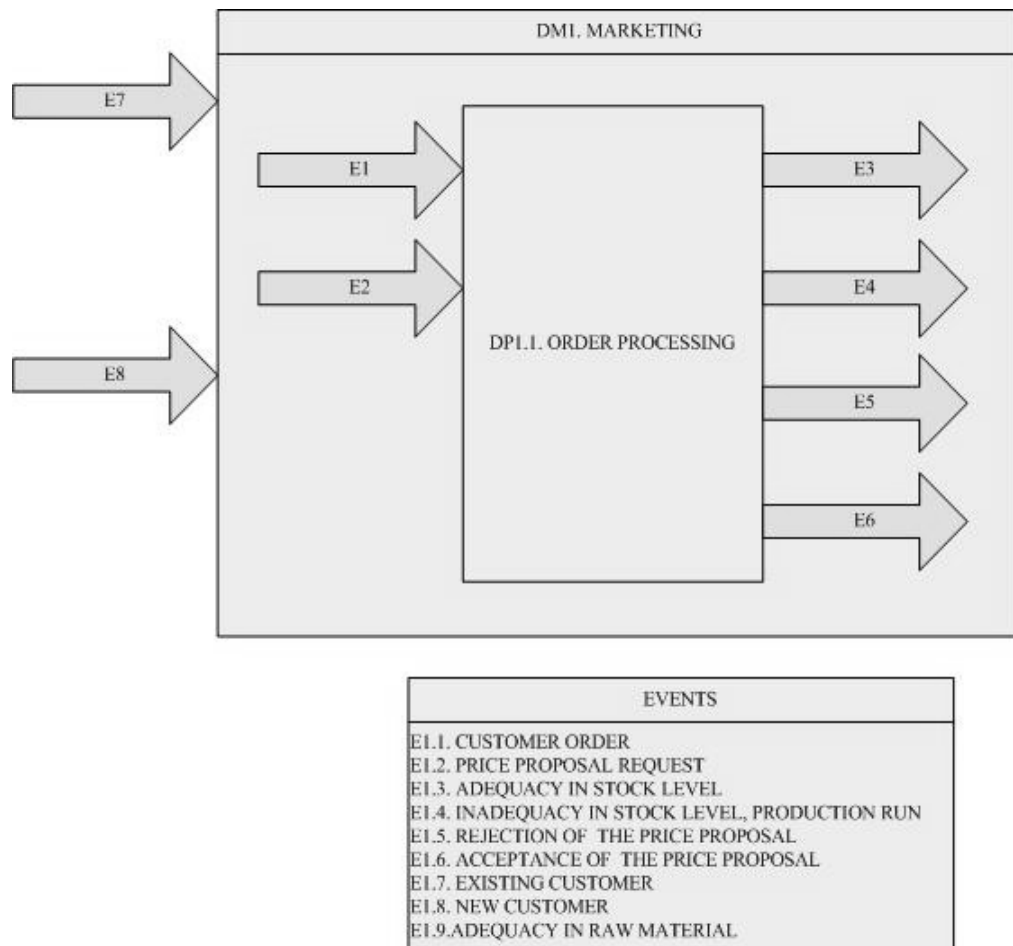 DM1. MARKETING
E7
E1
E3
E2
E4
DP1.1. ORDER PROCESSING
E8
E5
E6
EVENTS
E1.1. CUSTOMER ORDER
E1.2. PRICE PROPOSAL REQUEST
E1.3. ADEQUACY IN STOCK LEVEL
E1.4. INADEQUACY IN STOCK LEVEL, PRODUCTION RUN
E1.5. REJECTION OF THE PRICE PROPOSAL
E1.6. ACCEPTANCE OF THE PRICE PROPOSAL
E1.7. EXISTING CUSTOMER
E1.8. NEW CUSTOMER
E1.9.ADEQUACY IN RAW MATERIAL